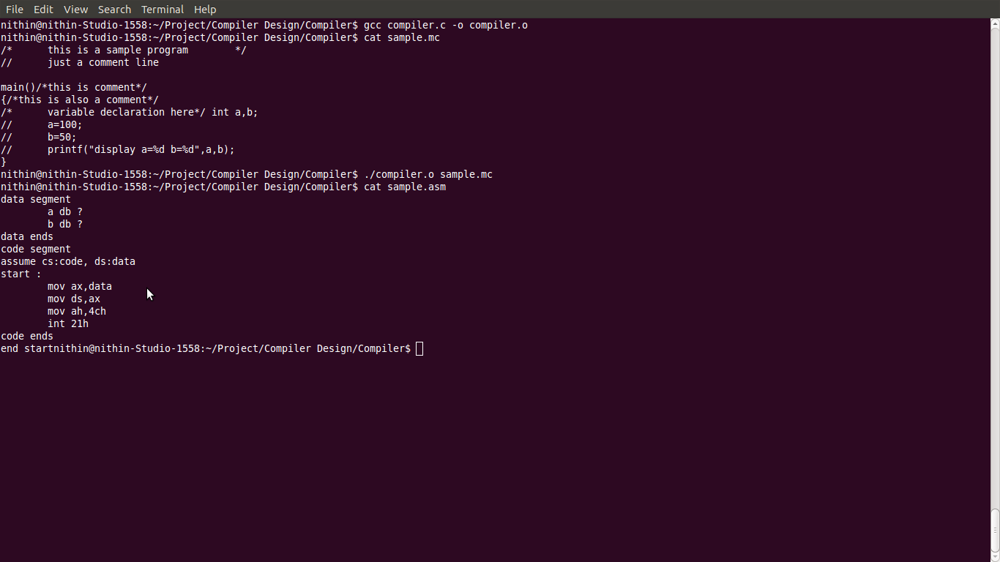 File Edit View Search Terminal Help
nithin@nithin-Studio-1558:~/Project/Compiler Design/Compiler$ gcc compiler.c -o compiler.o
nithin@nithin-Studio-1558:~/Project/Compiler Design/Compiler$ cat sample.mc
/*      this is a sample program        */
//      just a comment line

main()/*this is comment*/
{/*this is also a comment*/
/*      variable declaration here*/ int a,b;
//      a=100;
//      b=50;
//      printf("display a=%d b=%d",a,b);
}
nithin@nithin-Studio-1558:~/Project/Compiler Design/Compiler$ ./compiler.o sample.mc
nithin@nithin-Studio-1558:~/Project/Compiler Design/Compiler$ cat sample.asm
data segment
        a db ?
        b db ?
data ends
code segment
assume cs:code, ds:data
start :
        mov ax,data
        mov ds,ax
        mov ah,4ch
        int 21h
code ends
end startnithin@nithin-Studio-1558:~/Project/Compiler Design/Compiler$